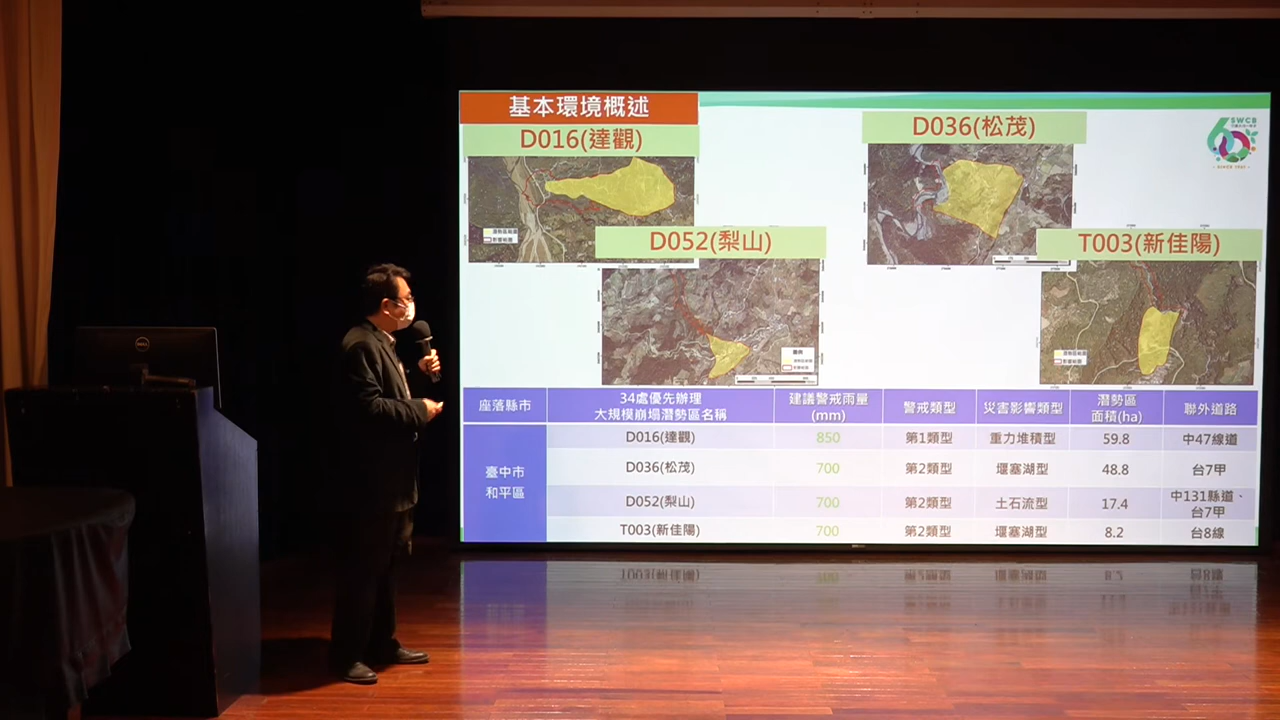 基本環境概述
D016(達觀)
D036(松茂)
SWCB
D052(梨山)
T003(新佳陽)
圖例
DELL
座落縣市
34處優先辦理
大規模崩塌潛勢區名稱
建議警戒雨量
(mm)
警戒類型
災害影響類型
潛勢區
面積(ha)
聯外道路
臺中市
和平區
D016(達觀)
850
第1類型
重力堆積型
59.8
中47線道
D036(松茂)
700
第2類型
堰塞湖型
48.8
台7甲
D052(梨山)
700
第2類型
土石流型
17.4
中131縣道、
台7甲
T003(新佳陽)
700
第2類型
堰塞湖型
8.2
台8線